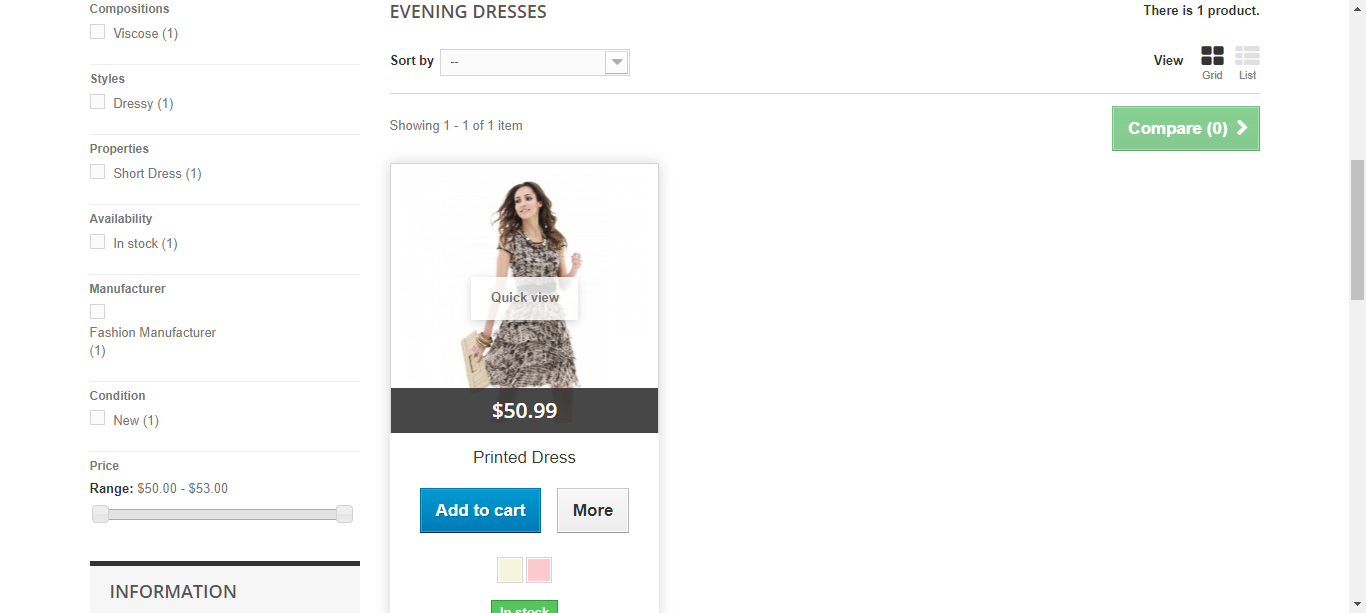 Compositions
Viscose (1)
Styles
Dressy (1)
Properties
Short Dress (1)
Availability
In stock (1)
Manufacturer
Fashion Manufacturer
(1)
Condition
New (1)
Price
Range: $50.00 - $53.00
INFORMATION
EVENING DRESSES
There is 1 product.
Sort by
--
View
Grid
List
Showing 1 - 1 of 1 item
Compare (0)
Quick view
$50.99
Printed Dress
Add to cart
More
In stock